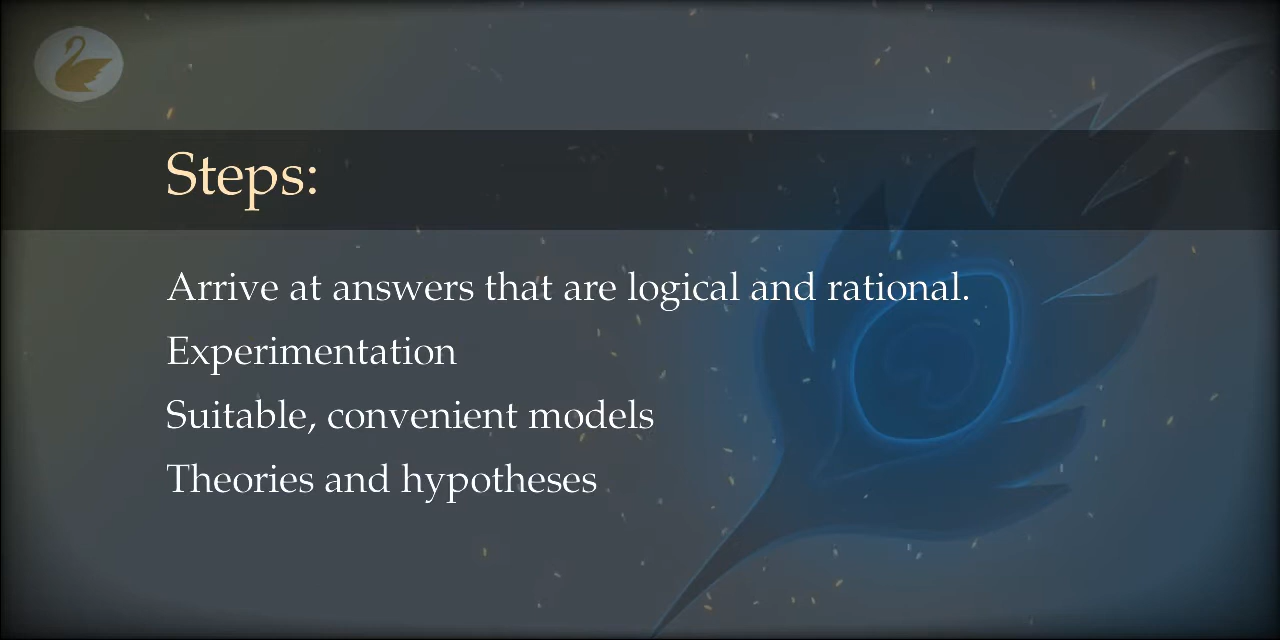 Steps:
Arrive at answers that are logical and rational.
Experimentation
Suitable, convenient models
Theories and hypotheses